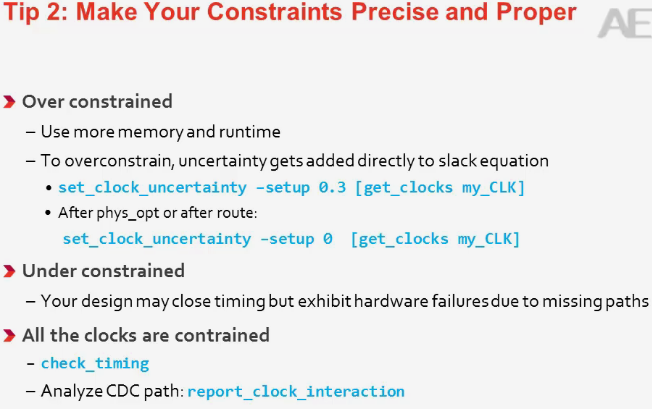 Tip 2: Make Your Constraints Precise and Proper
AE
Over constrained
– Use more memory and runtime
– To overconstrain, uncertainty gets added directly to slack equation
• set_clock_uncertainty –setup 0.3 [get_clocks my_CLK]
• After phys_opt or after route:
set_clock_uncertainty –setup 0 [get_clocks my_CLK]
Under constrained
– Your design may close timing but exhibit hardware failures due to missing paths
All the clocks are contrained
– check_timing
– Analyze CDC path: report_clock_interaction